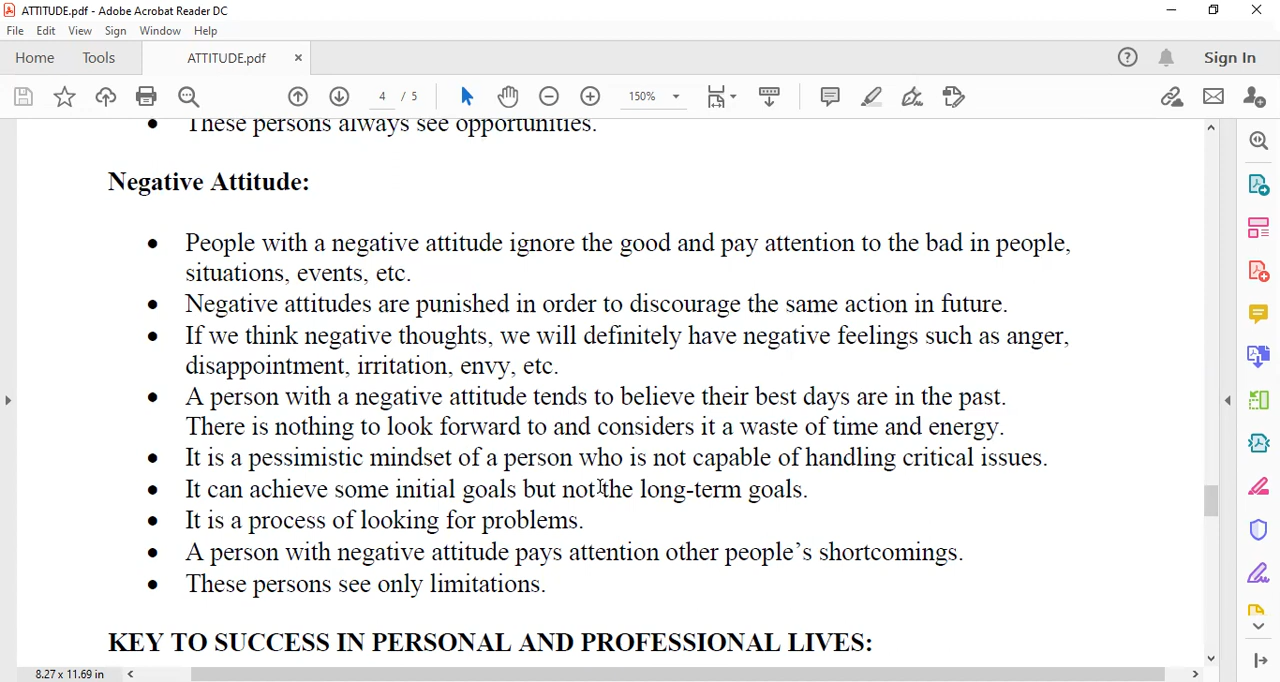 ATTITUDE.pdf - Adobe Acrobat Reader DC
File Edit View Sign Window Help
Home Tools ATTITUDE.pdf × Sign In
4 / 5 150%
• These persons always see opportunities.
Negative Attitude:
• People with a negative attitude ignore the good and pay attention to the bad in people,
situations, events, etc.
• Negative attitudes are punished in order to discourage the same action in future.
• If we think negative thoughts, we will definitely have negative feelings such as anger,
disappointment, irritation, envy, etc.
• A person with a negative attitude tends to believe their best days are in the past.
There is nothing to look forward to and considers it a waste of time and energy.
• It is a pessimistic mindset of a person who is not capable of handling critical issues.
• It can achieve some initial goals but not the long-term goals.
• It is a process of looking for problems.
• A person with negative attitude pays attention other people’s shortcomings.
• These persons see only limitations.
KEY TO SUCCESS IN PERSONAL AND PROFESSIONAL LIVES:
8.27 x 11.69 in